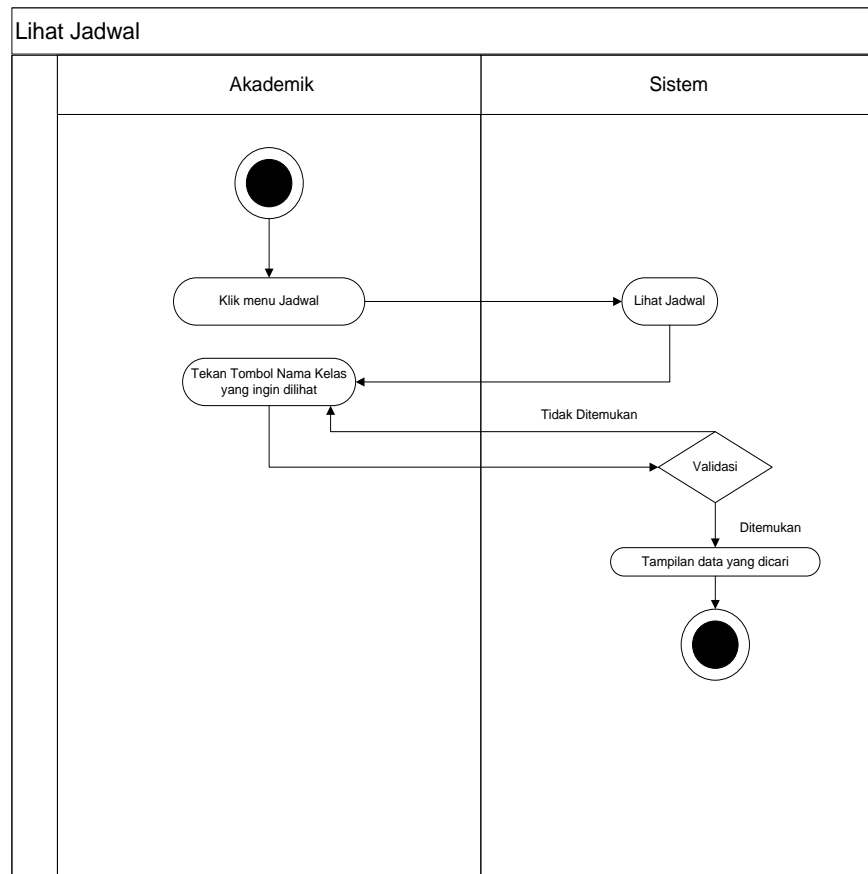 Lihat Jadwal
Akademik
Sistem
Klik menu Jadwal
Lihat Jadwal
Tekan Tombol Nama Kelas
yang ingin dilihat
Tidak Ditemukan
Validasi
Ditemukan
Tampilan data yang dicari